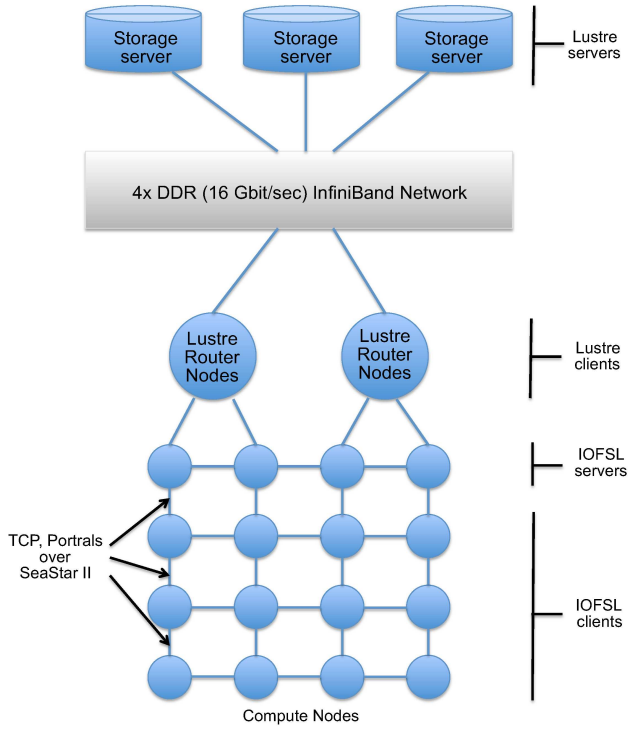 Storage
server
Storage
server
Storage
server
Lustre
servers
4x DDR (16 Gbit/sec) InfiniBand Network
Lustre
Router
Nodes
Lustre
Router
Nodes
Lustre
clients
IOFSL
servers
TCP, Portrals
over
SeaStar II
IOFSL
clients
Compute Nodes